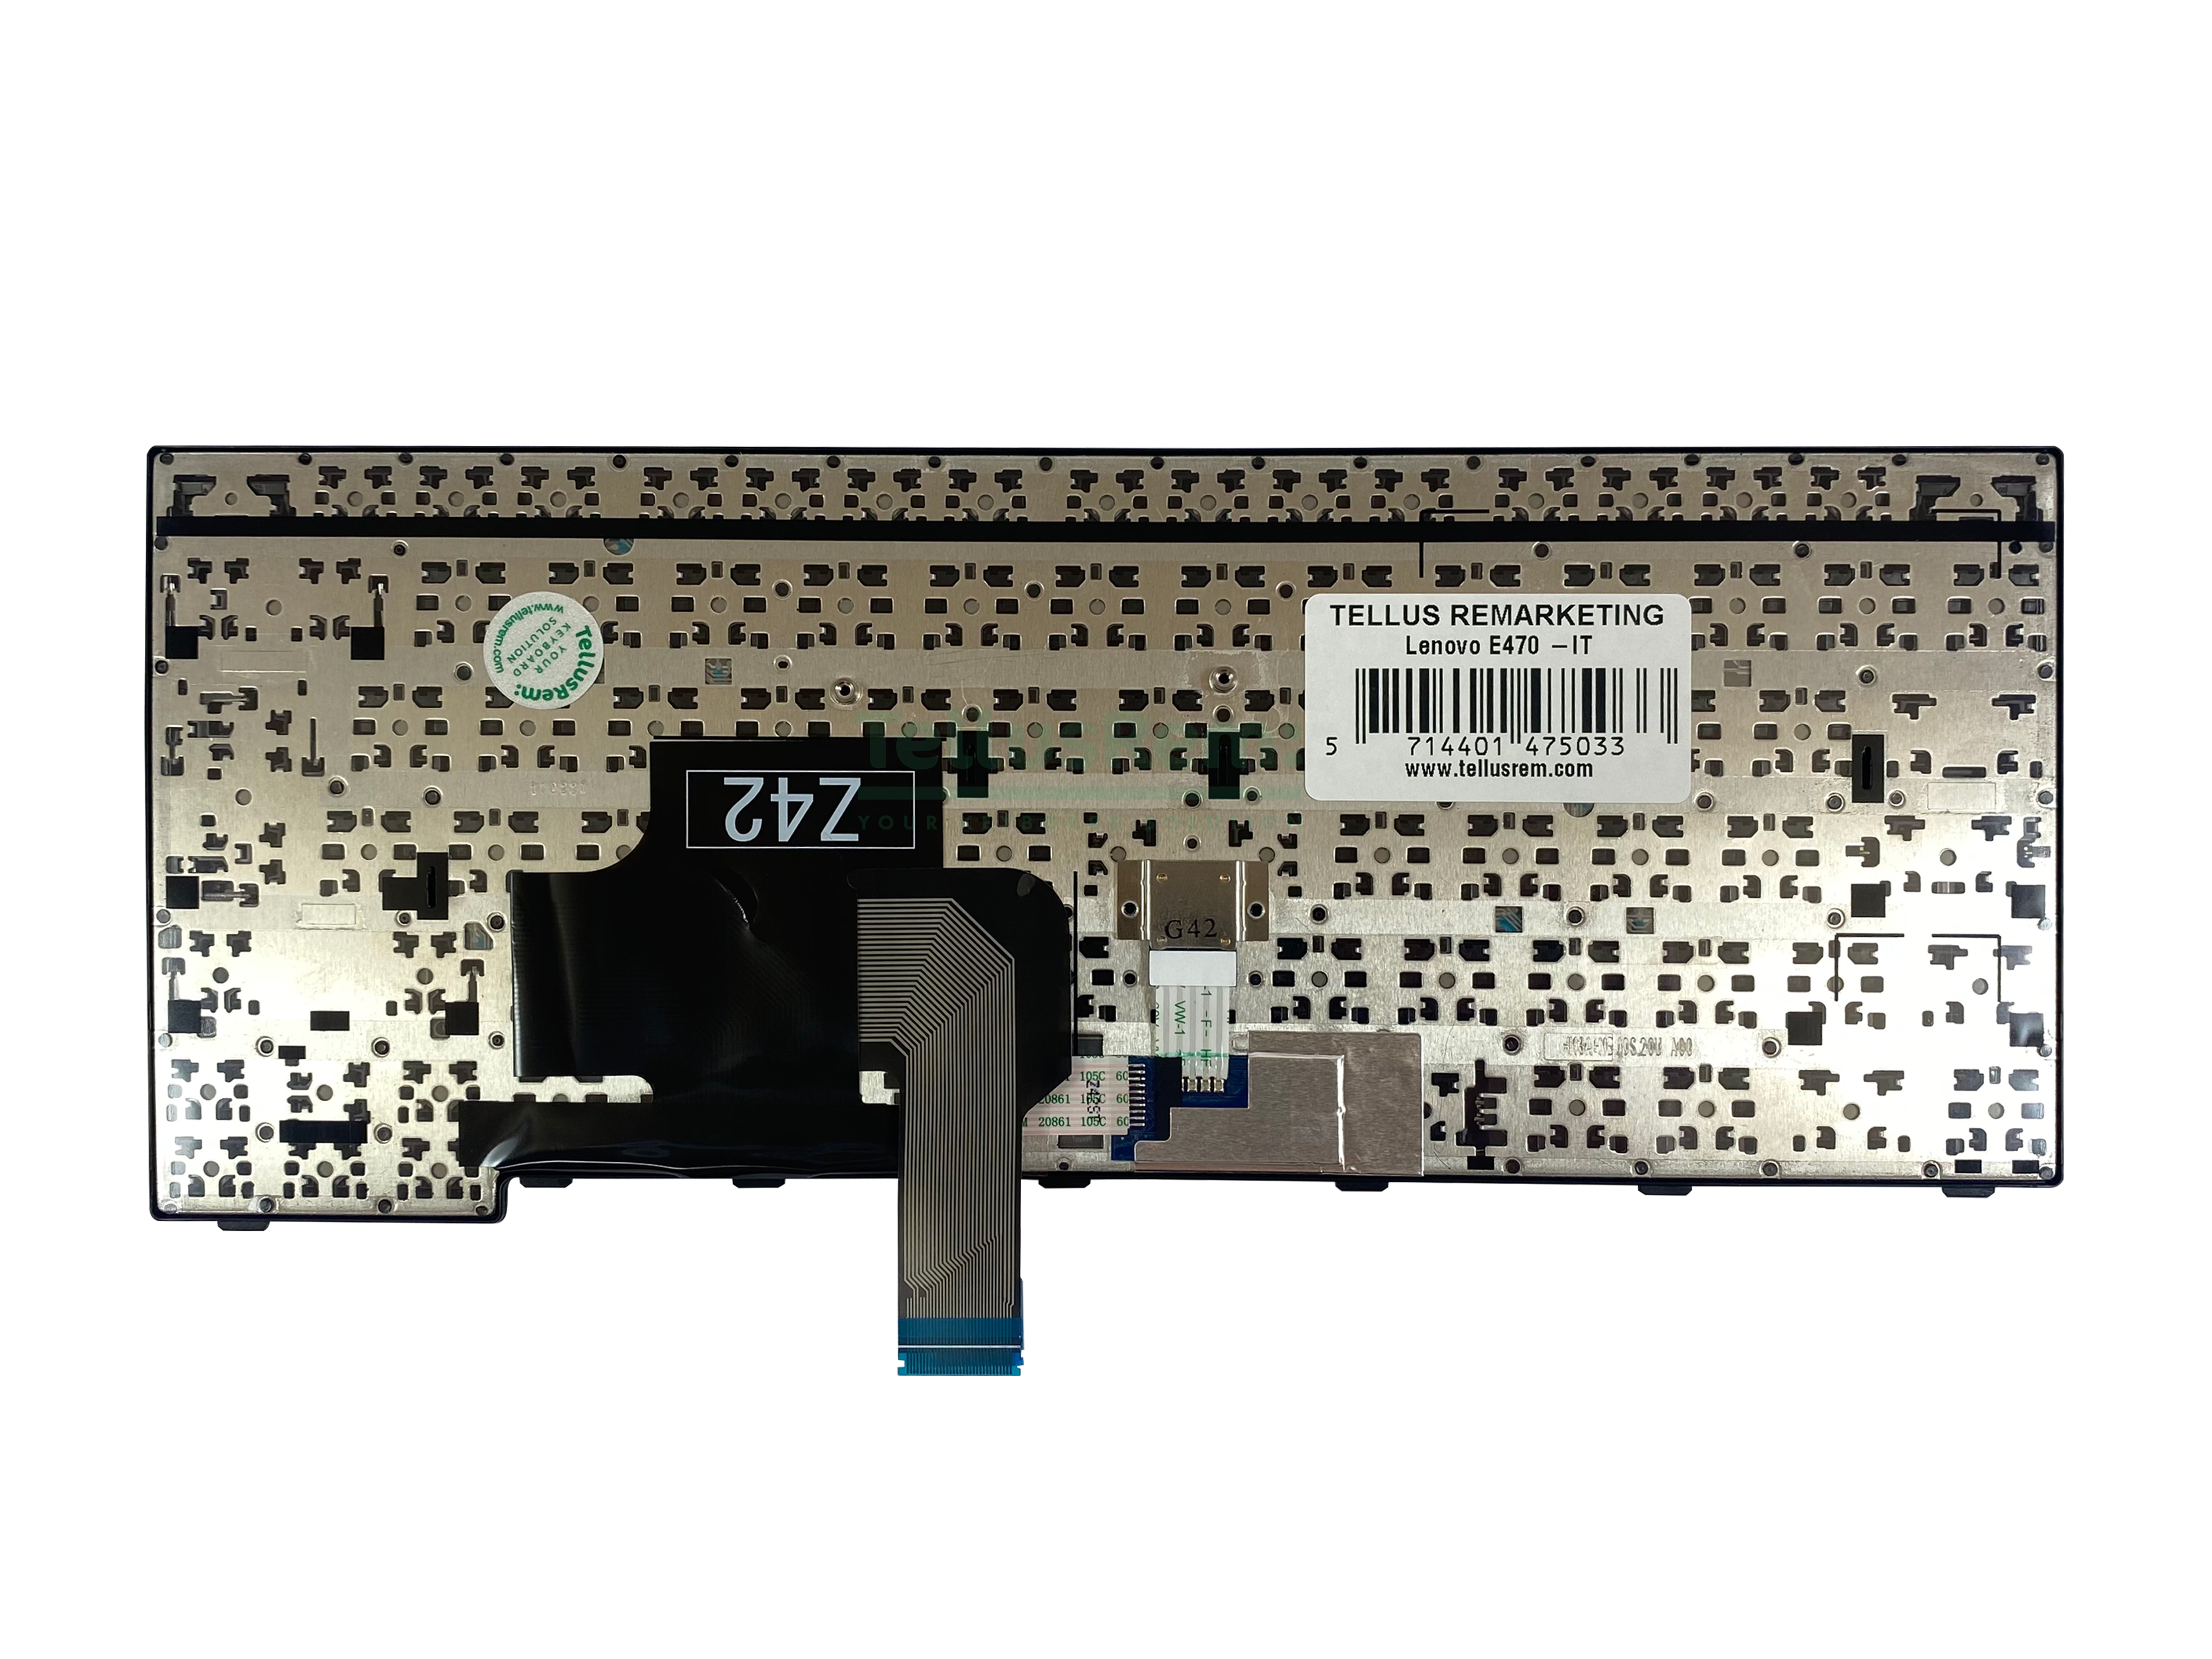 TELLUS REMARKETING
Lenovo E470 –IT
5 714401 475033
www.tellusrem.com
TellusRem:
YOUR
KEYBOARD
SOLUTION
www.tellusrem.com
Z42
G42
VW-1
105C 60
20861 105C 60
20861 105C 60